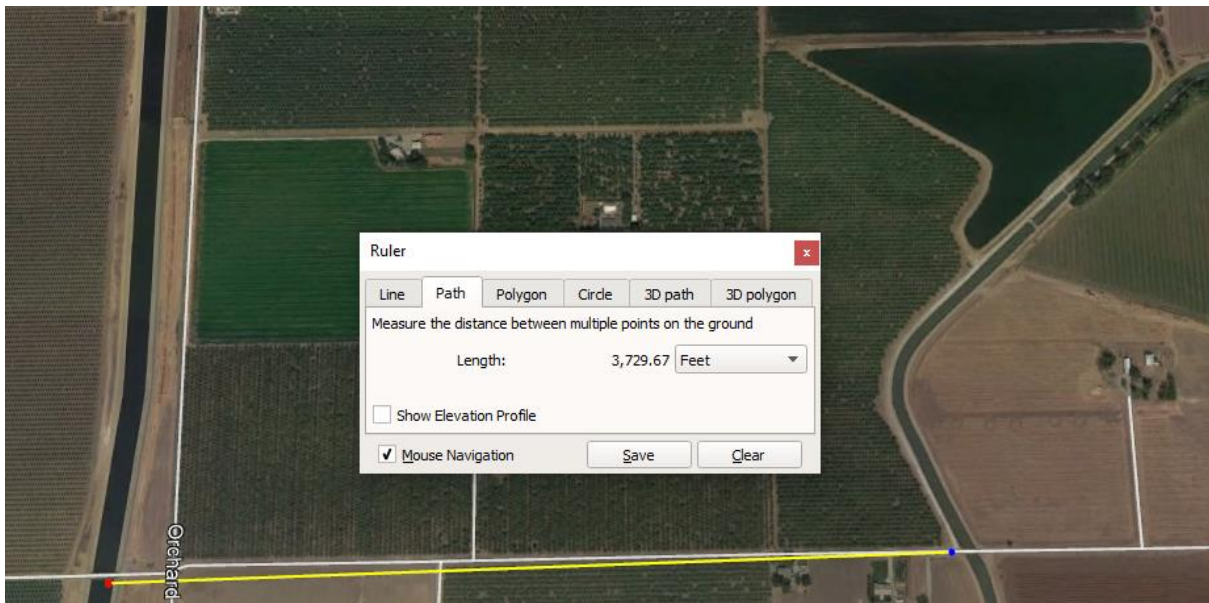 Ruler
x
Line Path Polygon Circle 3D path 3D polygon
Measure the distance between multiple points on the ground
Length: 3,729.67 Feet
Show Elevation Profile
Mouse Navigation Save Clear
Orchard